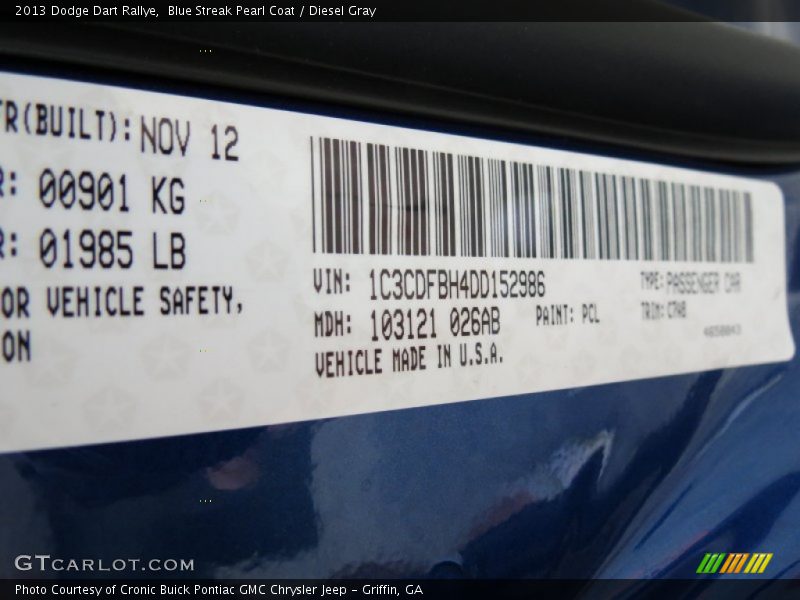 2013 Dodge Dart Rallye,  Blue Streak Pearl Coat / Diesel Gray
TR(BUILT): NOV 12
R: 00901 KG
R: 01985 LB
OR VEHICLE SAFETY,
ON
VIN: 1C3CDFBH4DD152986 TYPE: PASSENGER CAR
MDH: 103121 026AB PAINT: PCL TRIM: C7AB
VEHICLE MADE IN U.S.A.
GTCARLOT.COM
Photo Courtesy of Cronic Buick Pontiac GMC Chrysler Jeep – Griffin, GA